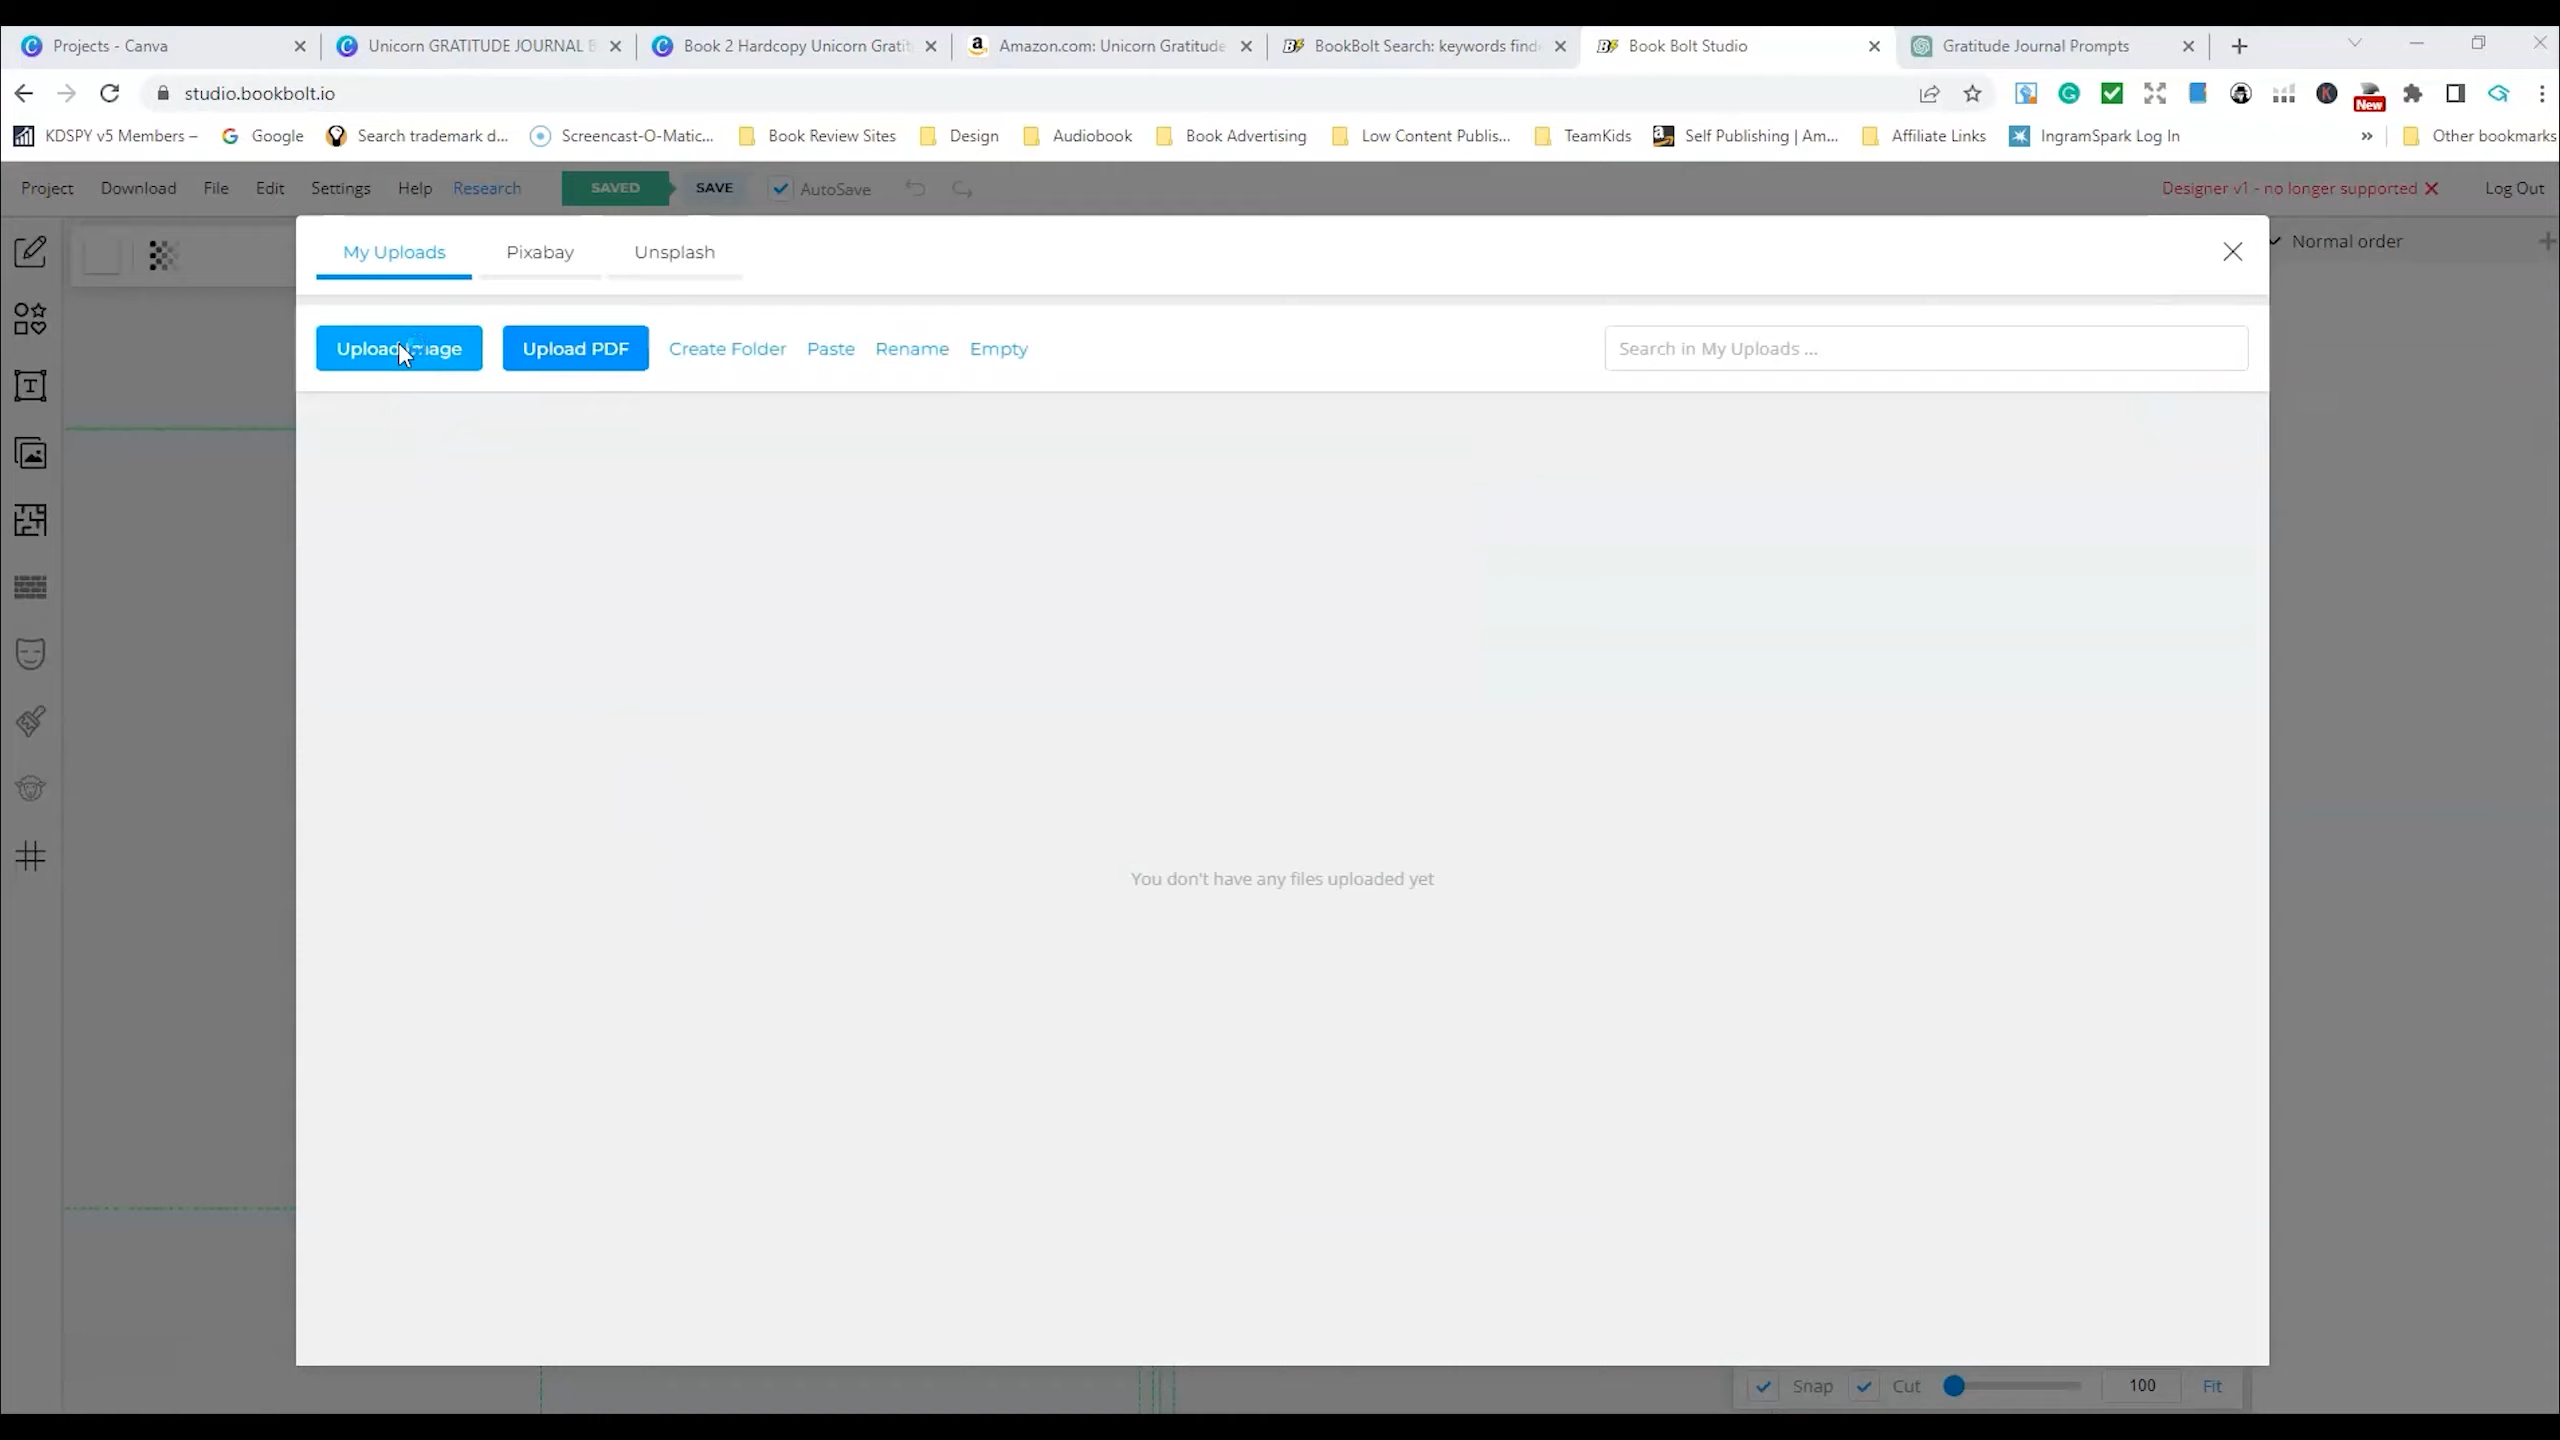 Projects - Canva
Unicorn GRATITUDE JOURNAL B
Book 2 Hardcopy Unicorn Gratit
Amazon.com: Unicorn Gratitude
BookBolt Search: keywords find
Book Bolt Studio
Gratitude Journal Prompts
studio.bookbolt.io
New
KDSPY v5 Members –
Google
Search trademark d...
Screencast-O-Matic...
Book Review Sites
Design
Audiobook
Book Advertising
Low Content Publis...
TeamKids
Self Publishing | Am...
Affiliate Links
IngramSpark Log In
»
Other bookmarks
Project
Download
File
Edit
Settings
Help
Research
SAVED
SAVE
AutoSave
Designer v1 - no longer supported
Log Out
My Uploads
Pixabay
Unsplash
Normal order
Upload Image
Upload PDF
Create Folder
Paste
Rename
Empty
Search in My Uploads ...
You don't have any files uploaded yet
Snap
Cut
100
Fit